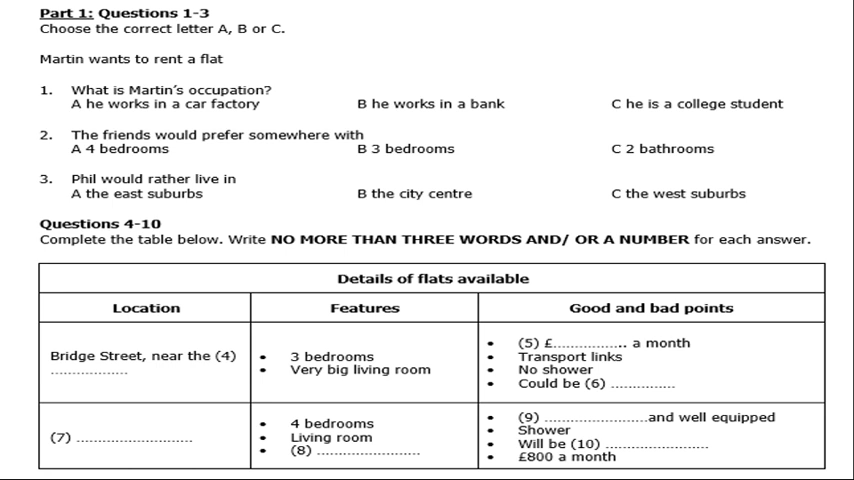 Part 1: Questions 1-3
Choose the correct letter A, B or C.
Martin wants to rent a flat
1. What is Martin's occupation?
A he works in a car factory B he works in a bank C he is a college student
2. The friends would prefer somewhere with
A 4 bedrooms B 3 bedrooms C 2 bathrooms
3. Phil would rather live in
A the east suburbs B the city centre C the west suburbs
Questions 4-10
Complete the table below. Write NO MORE THAN THREE WORDS AND/ OR A NUMBER for each answer.
Details of flats available
Location Features Good and bad points
Bridge Street, near the (4)
.................
• 3 bedrooms
• Very big living room
• (5) £................. a month
• Transport links
• No shower
• Could be (6) ..............
(7) .........................
• 4 bedrooms
• Living room
• (8) ......................
• (9) ......................and well equipped
• Shower
• Will be (10) ......................
• £800 a month